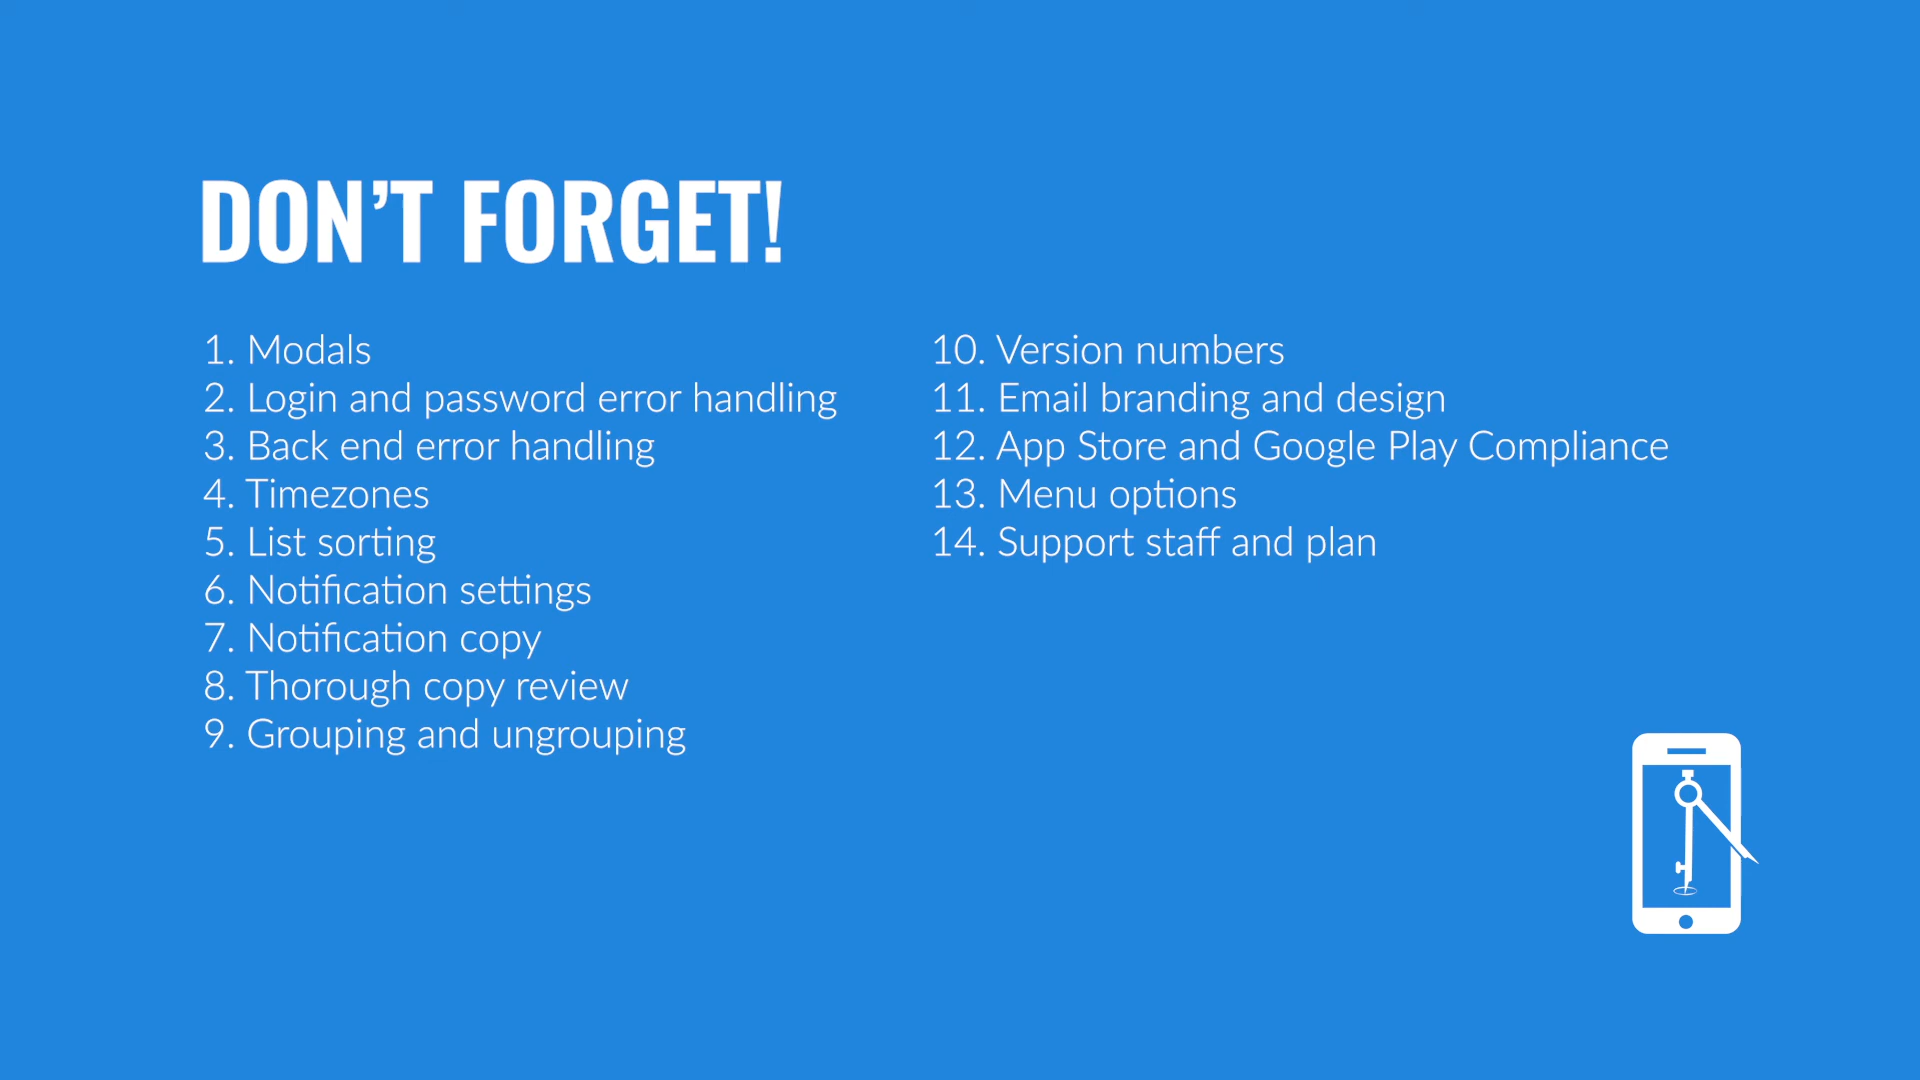 DON’T FORGET!
1. Modals
2. Login and password error handling
3. Back end error handling
4. Timezones
5. List sorting
6. Notification settings
7. Notification copy
8. Thorough copy review
9. Grouping and ungrouping
10. Version numbers
11. Email branding and design
12. App Store and Google Play Compliance
13. Menu options
14. Support staff and plan